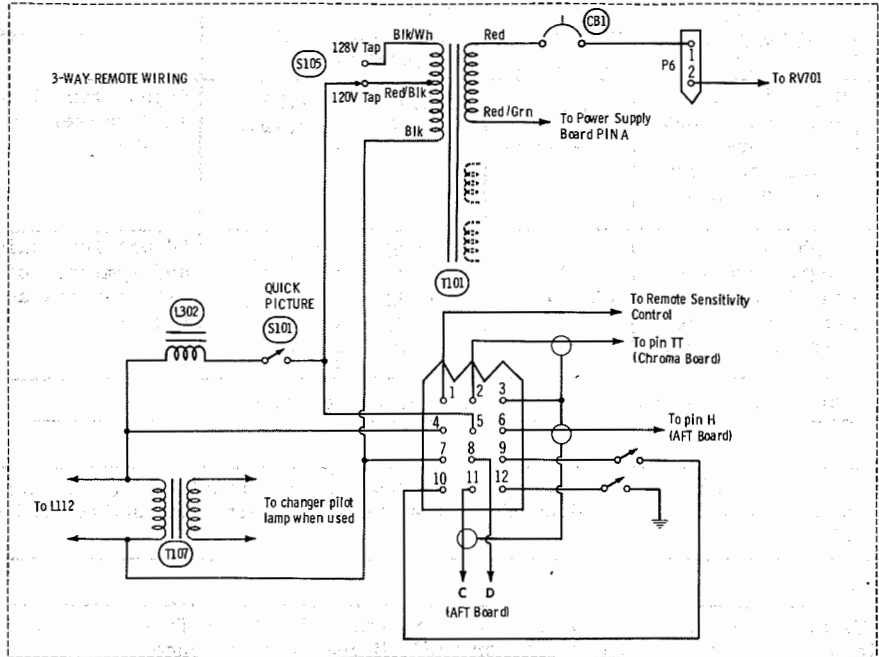 3-WAY REMOTE WIRING
S105
128V Tap
120V Tap
Blk/Wh
Red/Blk
Blk
Red
Red/Grn
CB1
P6
1
2
To RV701
To Power Supply
Board PIN A
T101
QUICK
PICTURE
L302
S101
To Remote Sensitivity
Control
To pin TT
(Chroma Board)
1 2 3
4 5 6
7 8 9
10 11 12
To pin H
(AFT Board)
To L112
T107
To changer pilot
lamp when used
C D
(AFT Board)